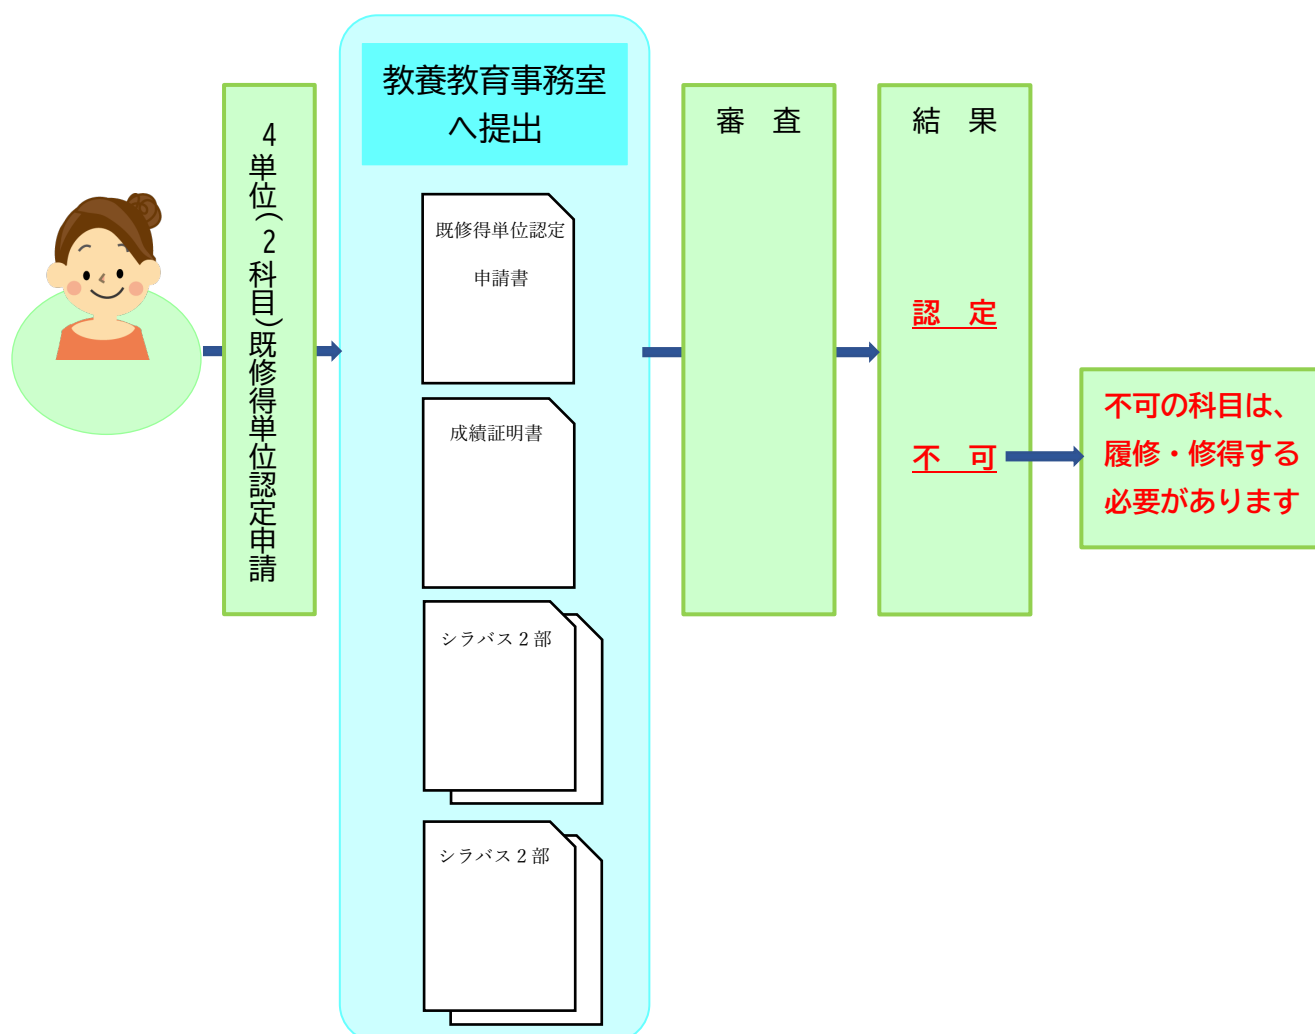 4単位(2科目)既修得単位認定申請
教養教育事務室
へ提出
既修得単位認定
申請書
成績証明書
シラバス2部
シラバス2部
審　査
結　果
認　定
不　可
不可の科目は、
履修・修得する
必要があります